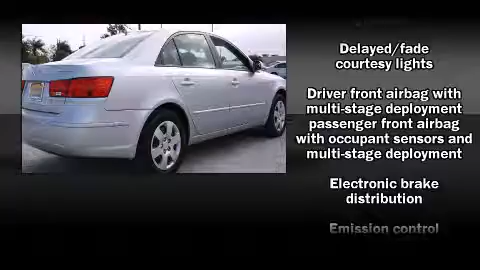 Delayed/fade
courtesy lights
Driver front airbag with
multi-stage deployment
passenger front airbag
with occupant sensors and
multi-stage deployment
Electronic brake
distribution
Emission control